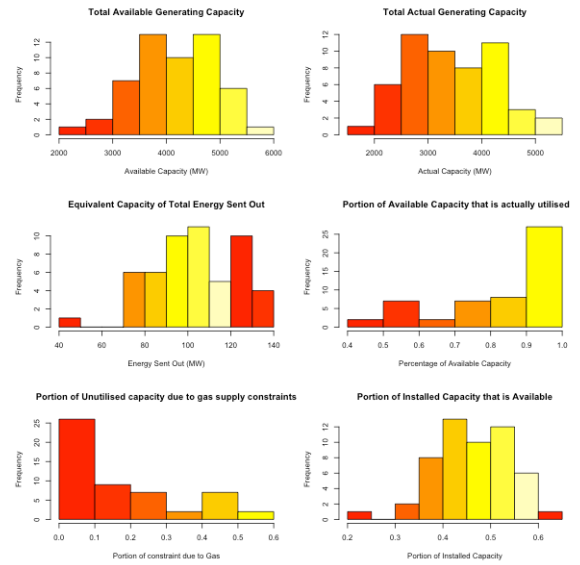 Total Available Generating Capacity
Frequency
0 2 4 6 8 12
2000 3000 4000 5000 6000
Available Capacity (MW)
Total Actual Generating Capacity
Frequency
0 2 4 6 8 12
2000 3000 4000 5000
Actual Capacity (MW)
Equivalent Capacity of Total Energy Sent Out
Frequency
0 2 4 6 8 10
40 60 80 100 120 140
Energy Sent Out (MW)
Portion of Available Capacity that is actually utilised
Frequency
0 5 10 15 25
0.4 0.5 0.6 0.7 0.8 0.9 1.0
Percentage of Available Capacity
Portion of Unutilised capacity due to gas supply constraints
Frequency
0 5 10 15 25
0.0 0.1 0.2 0.3 0.4 0.5 0.6
Portion of constraint due to Gas
Portion of Installed Capacity that is Available
Frequency
0 2 4 6 8 12
0.2 0.3 0.4 0.5 0.6
Portion of Installed Capacity